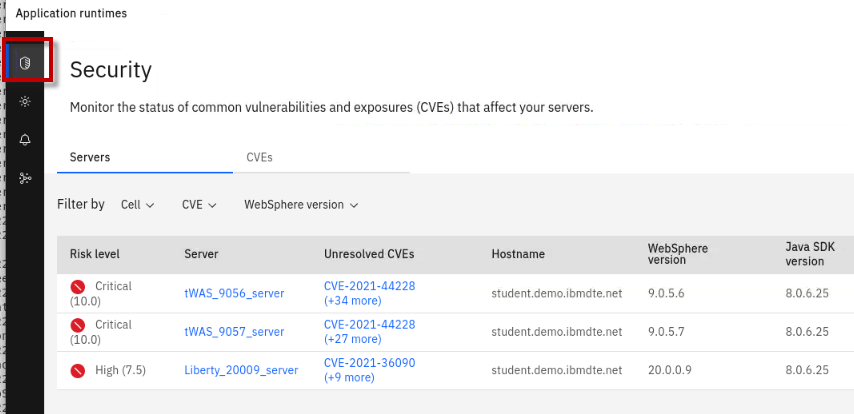 Application runtimes
Security
Monitor the status of common vulnerabilities and exposures (CVEs) that affect your servers.
Servers CVEs
Filter by Cell CVE WebSphere version
Risk level Server Unresolved CVEs Hostname WebSphere version Java SDK version
Critical (10.0) tWAS_9056_server CVE-2021-44228 (+34 more) student.demo.ibmdte.net 9.0.5.6 8.0.6.25
Critical (10.0) tWAS_9057_server CVE-2021-44228 (+27 more) student.demo.ibmdte.net 9.0.5.7 8.0.6.25
High (7.5) Liberty_20009_server CVE-2021-36090 (+9 more) student.demo.ibmdte.net 20.0.0.9 8.0.6.25